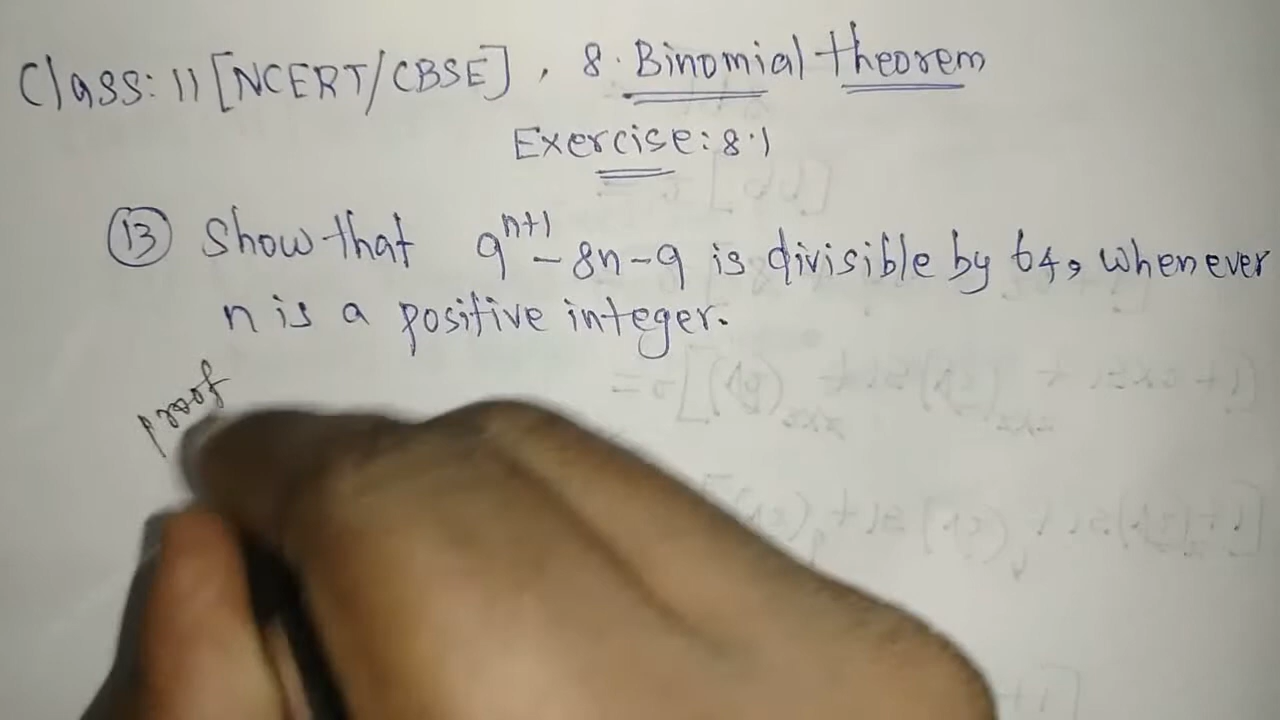 Class: 11 [NCERT/CBSE], 8. Binomial theorem
Exercise: 8.1
13 Show that 9^{n+1} - 8n - 9 is divisible by 64, whenever
n is a positive integer.
proof